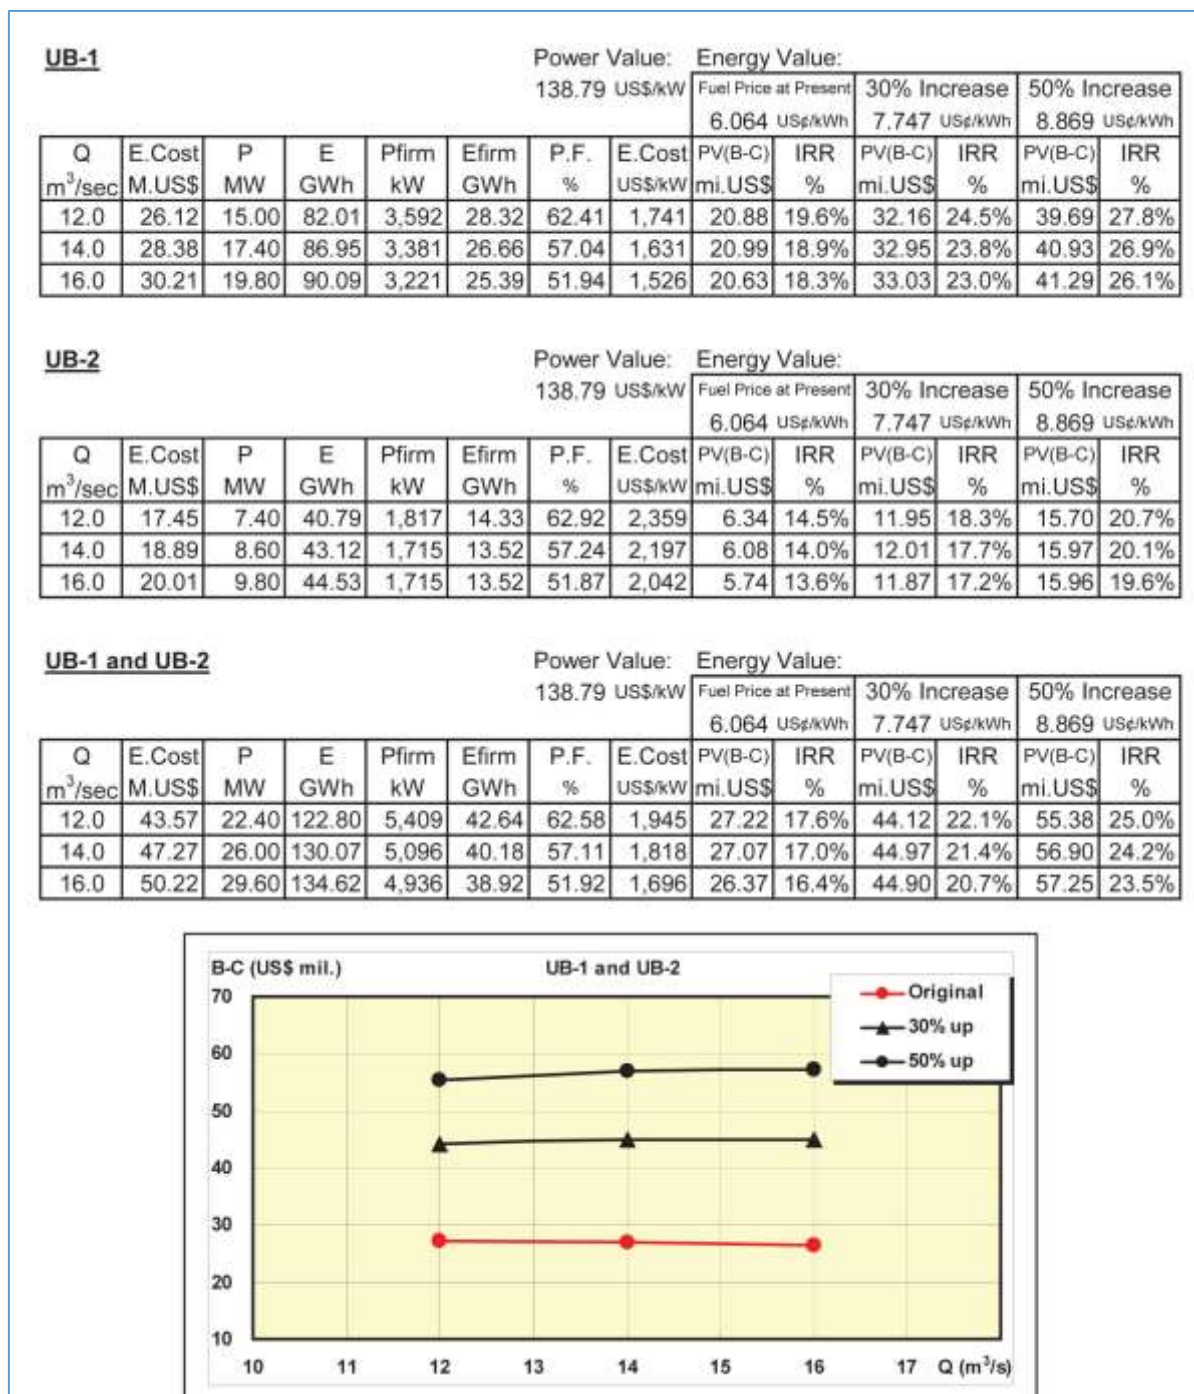 UB-1 Power Value: Energy Value:
138.79 US$/kW Fuel Price at Present 30% Increase 50% Increase
6.064 US¢/kWh 7.747 US¢/kWh 8.869 US¢/kWh
Q E.Cost P E Pfirm Efirm P.F. E.Cost PV(B-C) IRR PV(B-C) IRR PV(B-C) IRR
m³/sec M.US$ MW GWh kW GWh % US$/kW mi.US$ % mi.US$ % mi.US$ %
12.0 26.12 15.00 82.01 3,592 28.32 62.41 1,741 20.88 19.6% 32.16 24.5% 39.69 27.8%
14.0 28.38 17.40 86.95 3,381 26.66 57.04 1,631 20.99 18.9% 32.95 23.8% 40.93 26.9%
16.0 30.21 19.80 90.09 3,221 25.39 51.94 1,526 20.63 18.3% 33.03 23.0% 41.29 26.1%
UB-2 Power Value: Energy Value:
138.79 US$/kW Fuel Price at Present 30% Increase 50% Increase
6.064 US¢/kWh 7.747 US¢/kWh 8.869 US¢/kWh
Q E.Cost P E Pfirm Efirm P.F. E.Cost PV(B-C) IRR PV(B-C) IRR PV(B-C) IRR
m³/sec M.US$ MW GWh kW GWh % US$/kW mi.US$ % mi.US$ % mi.US$ %
12.0 17.45 7.40 40.79 1,817 14.33 62.92 2,359 6.34 14.5% 11.95 18.3% 15.70 20.7%
14.0 18.89 8.60 43.12 1,715 13.52 57.24 2,197 6.08 14.0% 12.01 17.7% 15.97 20.1%
16.0 20.01 9.80 44.53 1,715 13.52 51.87 2,042 5.74 13.6% 11.87 17.2% 15.96 19.6%
UB-1 and UB-2 Power Value: Energy Value:
138.79 US$/kW Fuel Price at Present 30% Increase 50% Increase
6.064 US¢/kWh 7.747 US¢/kWh 8.869 US¢/kWh
Q E.Cost P E Pfirm Efirm P.F. E.Cost PV(B-C) IRR PV(B-C) IRR PV(B-C) IRR
m³/sec M.US$ MW GWh kW GWh % US$/kW mi.US$ % mi.US$ % mi.US$ %
12.0 43.57 22.40 122.80 5,409 42.64 62.58 1,945 27.22 17.6% 44.12 22.1% 55.38 25.0%
14.0 47.27 26.00 130.07 5,096 40.18 57.11 1,818 27.07 17.0% 44.97 21.4% 56.90 24.2%
16.0 50.22 29.60 134.62 4,936 38.92 51.92 1,696 26.37 16.4% 44.90 20.7% 57.25 23.5%
B-C (US$ mil.) UB-1 and UB-2
Original
30% up
50% up
70
60
50
40
30
20
10
10 11 12 13 14 15 16 17 Q (m³/s)